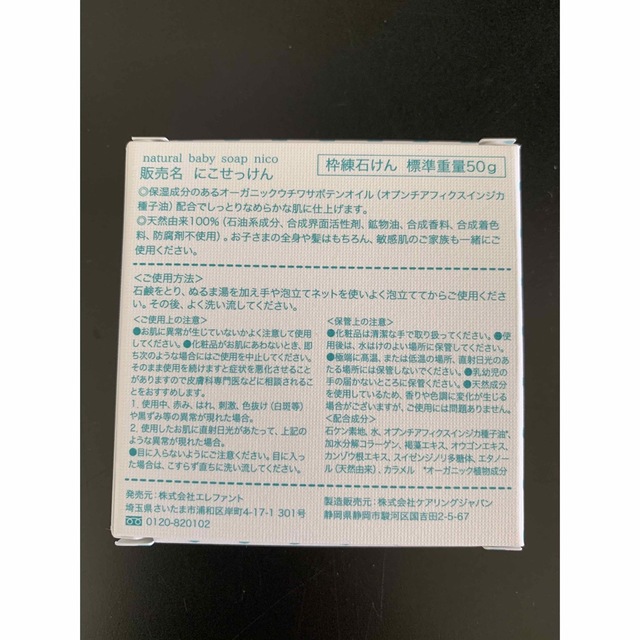 natural baby soap nico
販売名 にこせっけん
枠練石けん 標準重量50g
◎保湿成分のあるオーガニックウチワサボテンオイル(オプンチアフィクスインジカ
種子油)配合でしっとりなめらかな肌に仕上げます。
◎天然由来100%(石油系成分、合成界面活性剤、鉱物油、合成香料、合成着色
料、防腐剤不使用)。お子さまの全身や髪はもちろん、敏感肌のご家族も一緒にご
使用ください。
<ご使用方法>
石鹸をとり、ぬるま湯を加え手や泡立てネットを使いよく泡立ててからご使用くださ
い。その後、よく洗い流してください。
<ご使用上の注意>
●お肌に異常が生じていないかよく注意して使用
してください。●化粧品がお肌にあわないとき、即
ち次のような場合にはご使用を中止してください。
そのまま使用を続けますと症状を悪化させることが
ありますので皮膚科専門医などに相談されること
をおすすめします。
1. 使用中、赤み、はれ、刺激、色抜け(白斑等)
や黒ずみ等の異常が現れた場合。
2. 使用したお肌に直射日光があたって、上記の
ような異常が現れた場合。
●目に入らないようにご注意ください。目に入っ
た場合は、こすらず直ちに洗い流してください。
<保管上の注意>
●化粧品は清潔な手で取り扱ってください。●使
用後は、水はけのよい場所に保管してください。
●極端に高温、または低温の場所、直射日光のあ
たる場所には保管しないでください。●乳幼児の
手の届かないところに保管ください。●天然成分
を使用しているため、香りや色調に変化が生じる
場合がございますが、ご使用には問題ありません。
<配合成分>
石ケン素地、水、オプンチアフィクスインジカ種子油*、
加水分解コラーゲン、褐藻エキス、オウゴンエキス、
カンゾウ根エキス、スイゼンジノリ多糖体、エタノー
ル(天然由来)、カラメル *オーガニック植物成分
発売元:株式会社エレファント
埼玉県さいたま市浦和区岸町4-17-1 301号
0120-820102
製造販売元:株式会社ケアリングジャパン
静岡県静岡市駿河区国吉田2-5-67